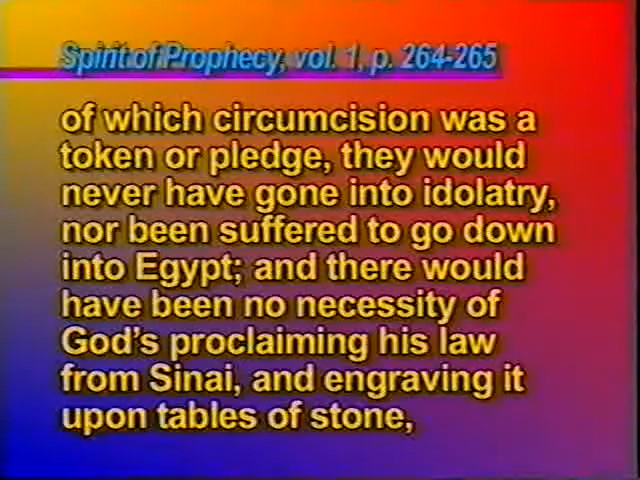 Spirit of Prophecy, vol. 1, p. 264-265
of which circumcision was a
token or pledge, they would
never have gone into idolatry,
nor been suffered to go down
into Egypt; and there would
have been no necessity of
God's proclaiming his law
from Sinai, and engraving it
upon tables of stone,